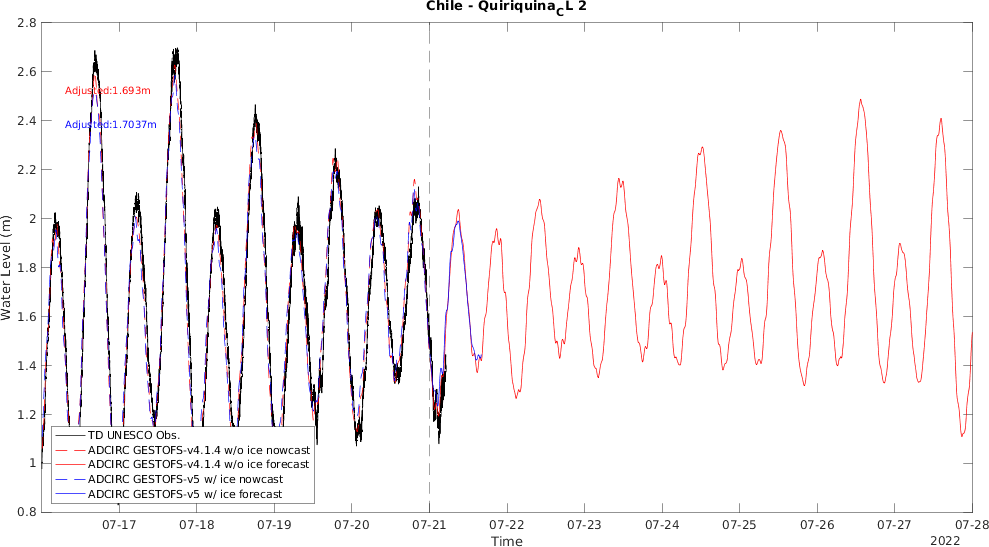 Chile - Quiriquina_CL 2
2.8
2.6
2.4
2.2
2
1.8
1.6
1.4
1.2
1
0.8
Water Level (m)
Adjusted:1.693m
Adjusted:1.7037m
TD UNESCO Obs.
ADCIRC GESTOFS-v4.1.4 w/o ice nowcast
ADCIRC GESTOFS-v4.1.4 w/o ice forecast
ADCIRC GESTOFS-v5 w/ ice nowcast
ADCIRC GESTOFS-v5 w/ ice forecast
07-17 07-18 07-19 07-20 07-21 07-22 07-23 07-24 07-25 07-26 07-27 07-28
Time
2022